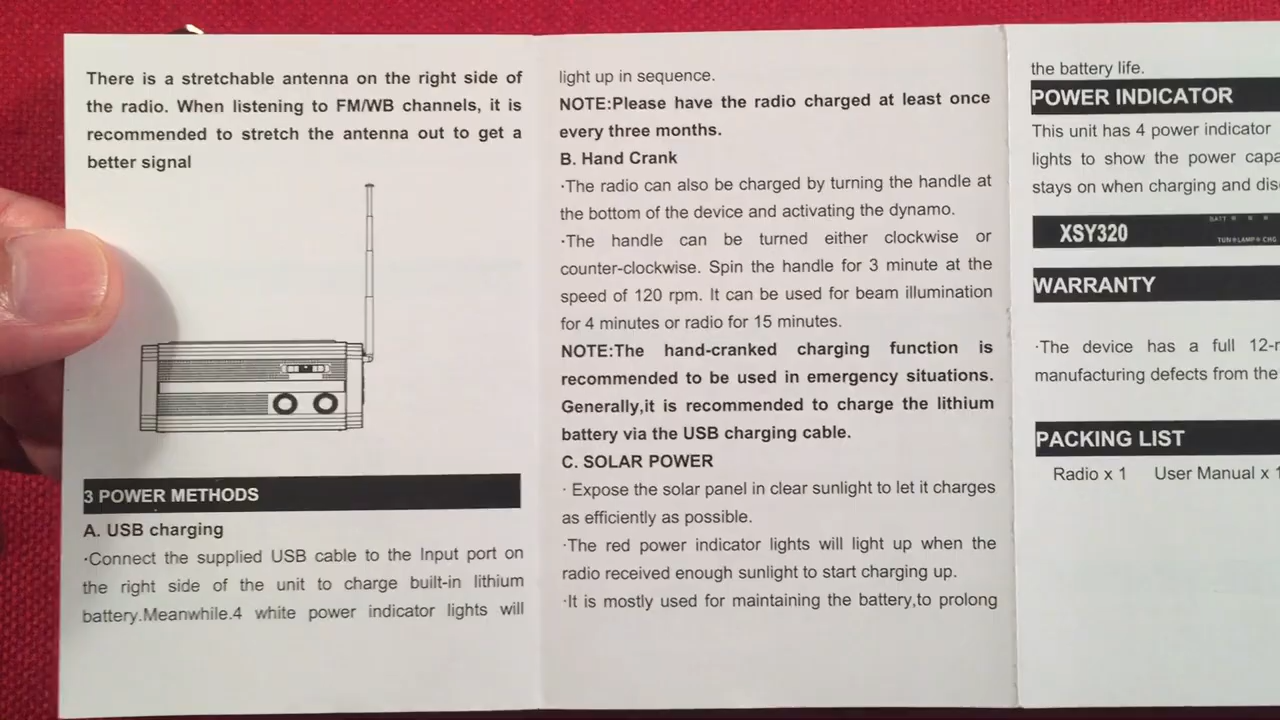 There is a stretchable antenna on the right side of
the radio. When listening to FM/WB channels, it is
recommended to stretch the antenna out to get a
better signal
3 POWER METHODS
A. USB charging
·Connect the supplied USB cable to the Input port on
the right side of the unit to charge built-in lithium
battery.Meanwhile.4 white power indicator lights will
light up in sequence.
NOTE:Please have the radio charged at least once
every three months.
B. Hand Crank
·The radio can also be charged by turning the handle at
the bottom of the device and activating the dynamo.
·The handle can be turned either clockwise or
counter-clockwise. Spin the handle for 3 minute at the
speed of 120 rpm. It can be used for beam illumination
for 4 minutes or radio for 15 minutes.
NOTE:The hand-cranked charging function is
recommended to be used in emergency situations.
Generally,it is recommended to charge the lithium
battery via the USB charging cable.
C. SOLAR POWER
· Expose the solar panel in clear sunlight to let it charges
as efficiently as possible.
·The red power indicator lights will light up when the
radio received enough sunlight to start charging up.
·It is mostly used for maintaining the battery,to prolong
the battery life.
POWER INDICATOR
This unit has 4 power indicator
lights to show the power capa
stays on when charging and dis
XSY320
BATT
TUN LAMP CHG
WARRANTY
·The device has a full 12-
manufacturing defects from the
PACKING LIST
Radio x 1 User Manual x 1